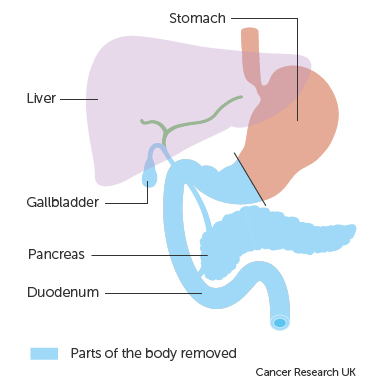 Stomach
Liver
Gallbladder
Pancreas
Duodenum
Parts of the body removed
Cancer Research UK